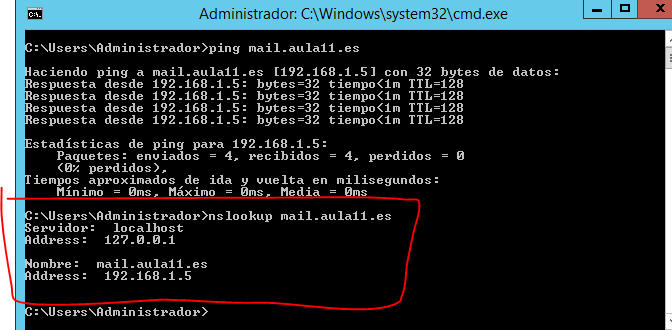 Administrador: C:\Windows\system32\cmd.exe
C:\Users\Administrador>ping mail.aula11.es
Haciendo ping a mail.aula11.es [192.168.1.5] con 32 bytes de datos:
Respuesta desde 192.168.1.5: bytes=32 tiempo<1m TTL=128
Respuesta desde 192.168.1.5: bytes=32 tiempo<1m TTL=128
Respuesta desde 192.168.1.5: bytes=32 tiempo<1m TTL=128
Respuesta desde 192.168.1.5: bytes=32 tiempo<1m TTL=128
Estadísticas de ping para 192.168.1.5:
Paquetes: enviados = 4, recibidos = 4, perdidos = 0
(0% perdidos),
Tiempos aproximados de ida y vuelta en milisegundos:
Mínimo = 0ms, Máximo = 0ms, Media = 0ms
C:\Users\Administrador>nslookup mail.aula11.es
Servidor: localhost
Address: 127.0.0.1
Nombre: mail.aula11.es
Address: 192.168.1.5
C:\Users\Administrador>